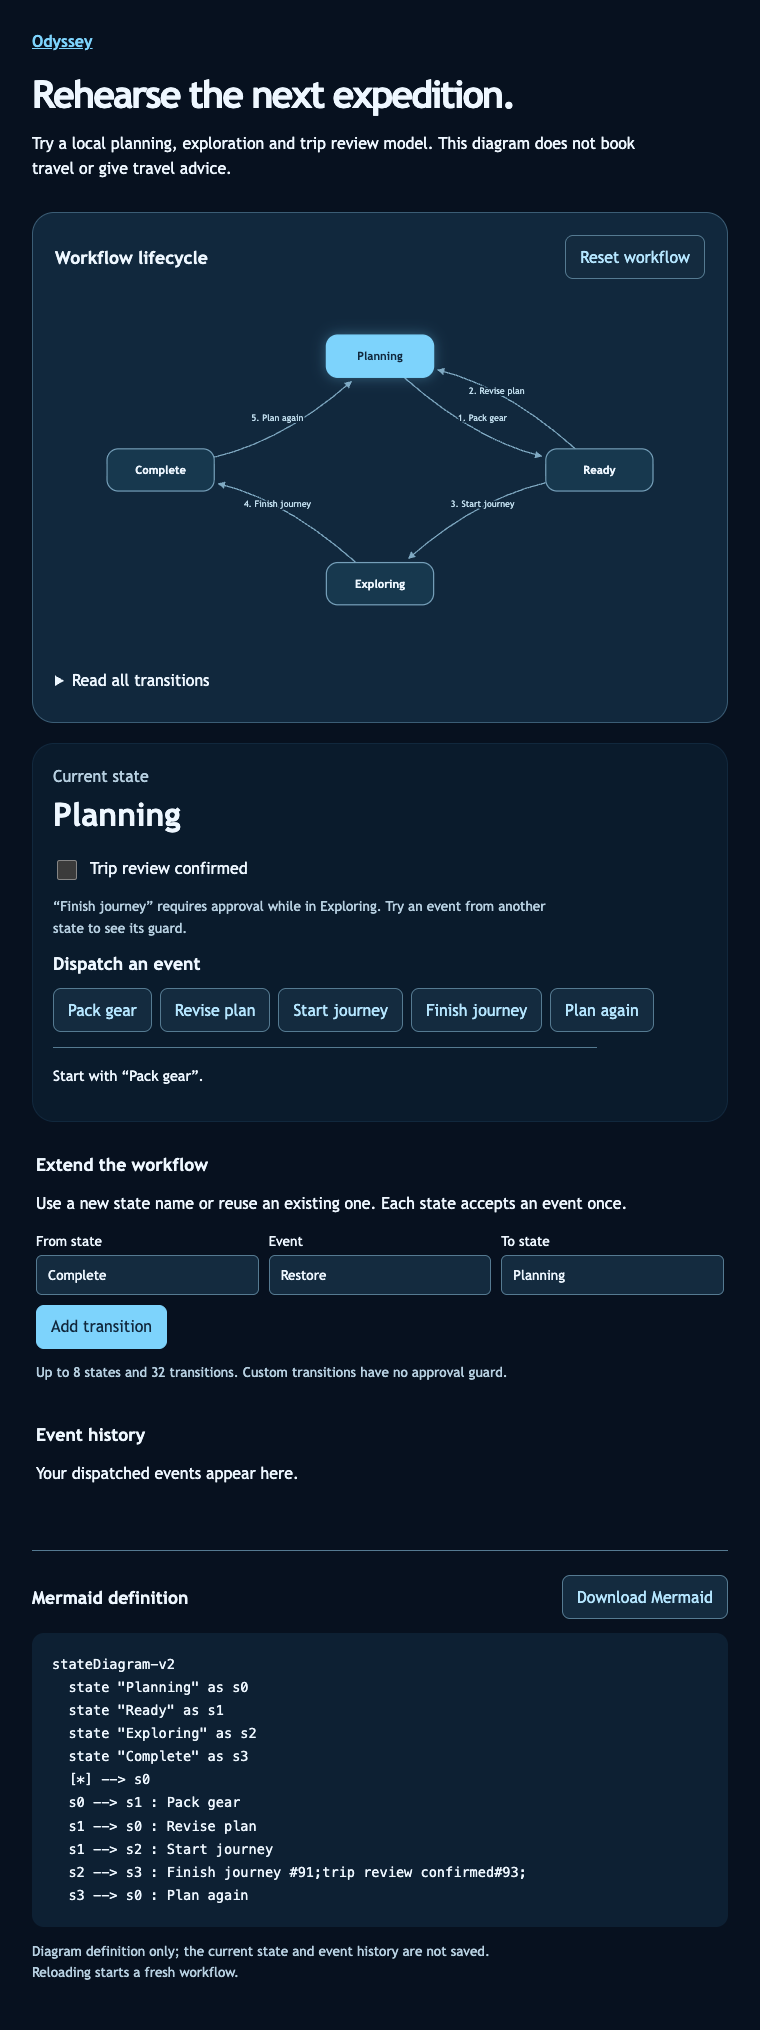 Odyssey
Rehearse the next expedition.
Try a local planning, exploration and trip review model. This diagram does not book
travel or give travel advice.
Workflow lifecycle
Reset workflow
Planning
2. Revise plan
5. Plan again
1. Pack gear
Complete
Ready
4. Finish journey
3. Start journey
Exploring
Read all transitions
Current state
Planning
Trip review confirmed
“Finish journey” requires approval while in Exploring. Try an event from another
state to see its guard.
Dispatch an event
Pack gear
Revise plan
Start journey
Finish journey
Plan again
Start with “Pack gear”.
Extend the workflow
Use a new state name or reuse an existing one. Each state accepts an event once.
From state
Event
To state
Complete
Restore
Planning
Add transition
Up to 8 states and 32 transitions. Custom transitions have no approval guard.
Event history
Your dispatched events appear here.
Mermaid definition
Download Mermaid
stateDiagram-v2
  state "Planning" as s0
  state "Ready" as s1
  state "Exploring" as s2
  state "Complete" as s3
  [*] --> s0
  s0 --> s1 : Pack gear
  s1 --> s0 : Revise plan
  s1 --> s2 : Start journey
  s2 --> s3 : Finish journey #91;trip review confirmed#93;
  s3 --> s0 : Plan again
Diagram definition only; the current state and event history are not saved.
Reloading starts a fresh workflow.